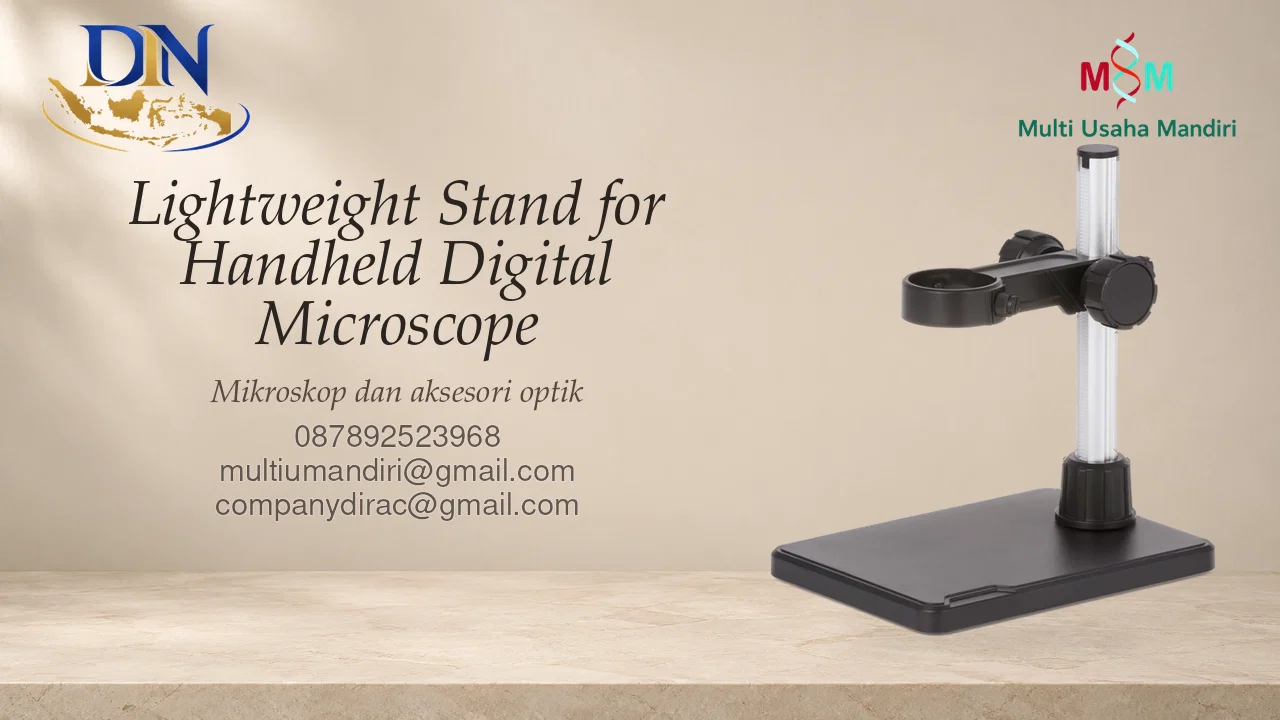 DN
M M
Multi Usaha Mandiri
Lightweight Stand for
Handheld Digital
Microscope
Mikroskop dan aksesori optik
087892523968
multiumandiri@gmail.com
companydirac@gmail.com